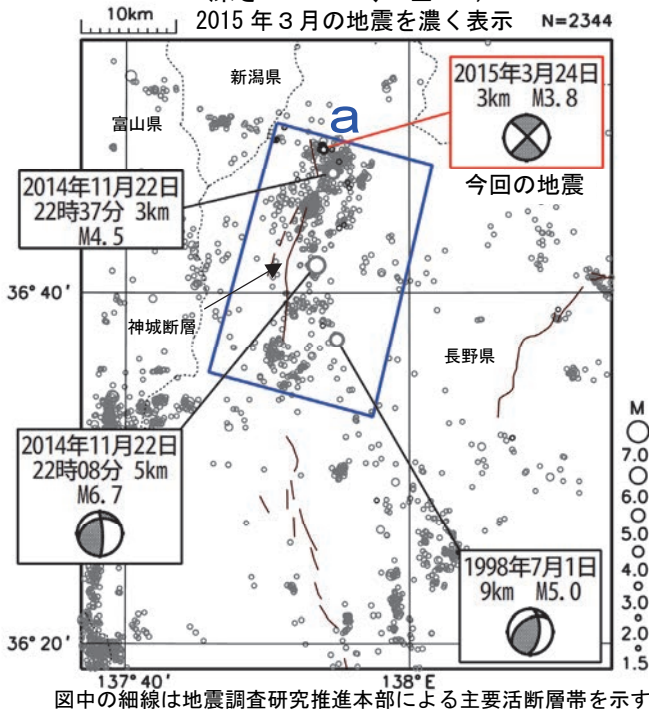 10km
2015年3月の地震を濃く表示
N=2344
新潟県
富山県
a
2015年3月24日
3km M3.8
今回の地震
2014年11月22日
22時37分 3km
M4.5
36°40'
神城断層
長野県
2014年11月22日
22時08分 5km
M6.7
1998年7月1日
9km M5.0
M
7.0
6.0
5.0
4.0
3.0
2.0
1.5
36°20'
137°40'
138°E
図中の細線は地震調査研究推進本部による主要活断層帯を示す